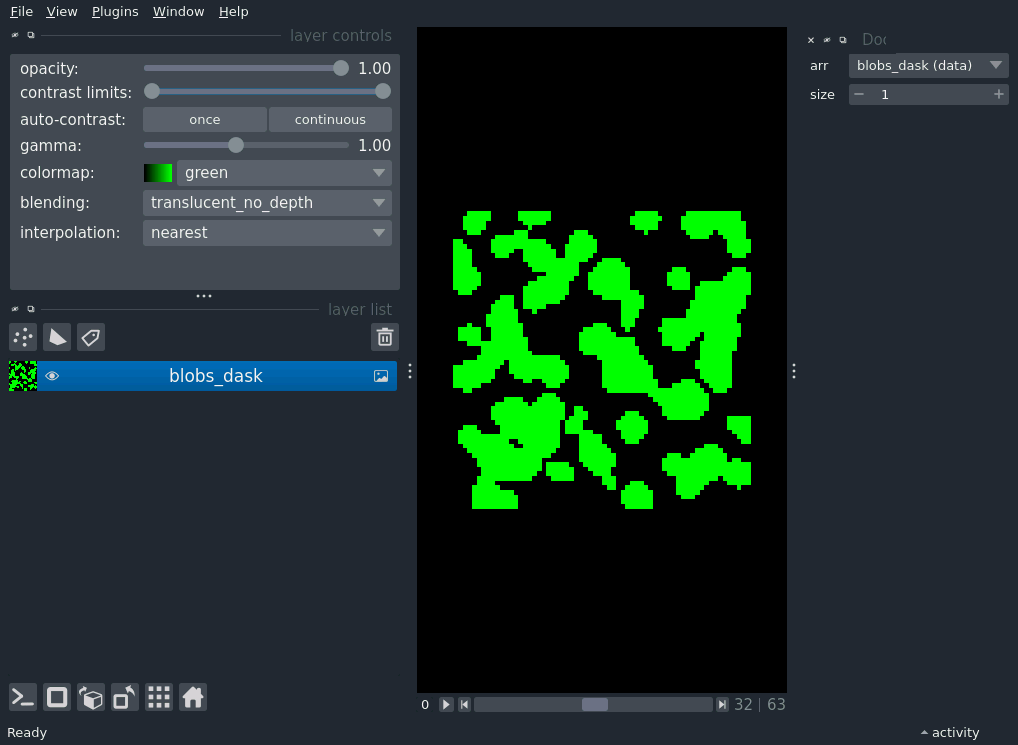 File View Plugins Window Help
layer controls
opacity: 1.00
contrast limits:
auto-contrast: once continuous
gamma: 1.00
colormap: green
blending: translucent_no_depth
interpolation: nearest
layer list
blobs_dask
0 32 | 63
Ready
activity
arr blobs_dask (data)
size 1